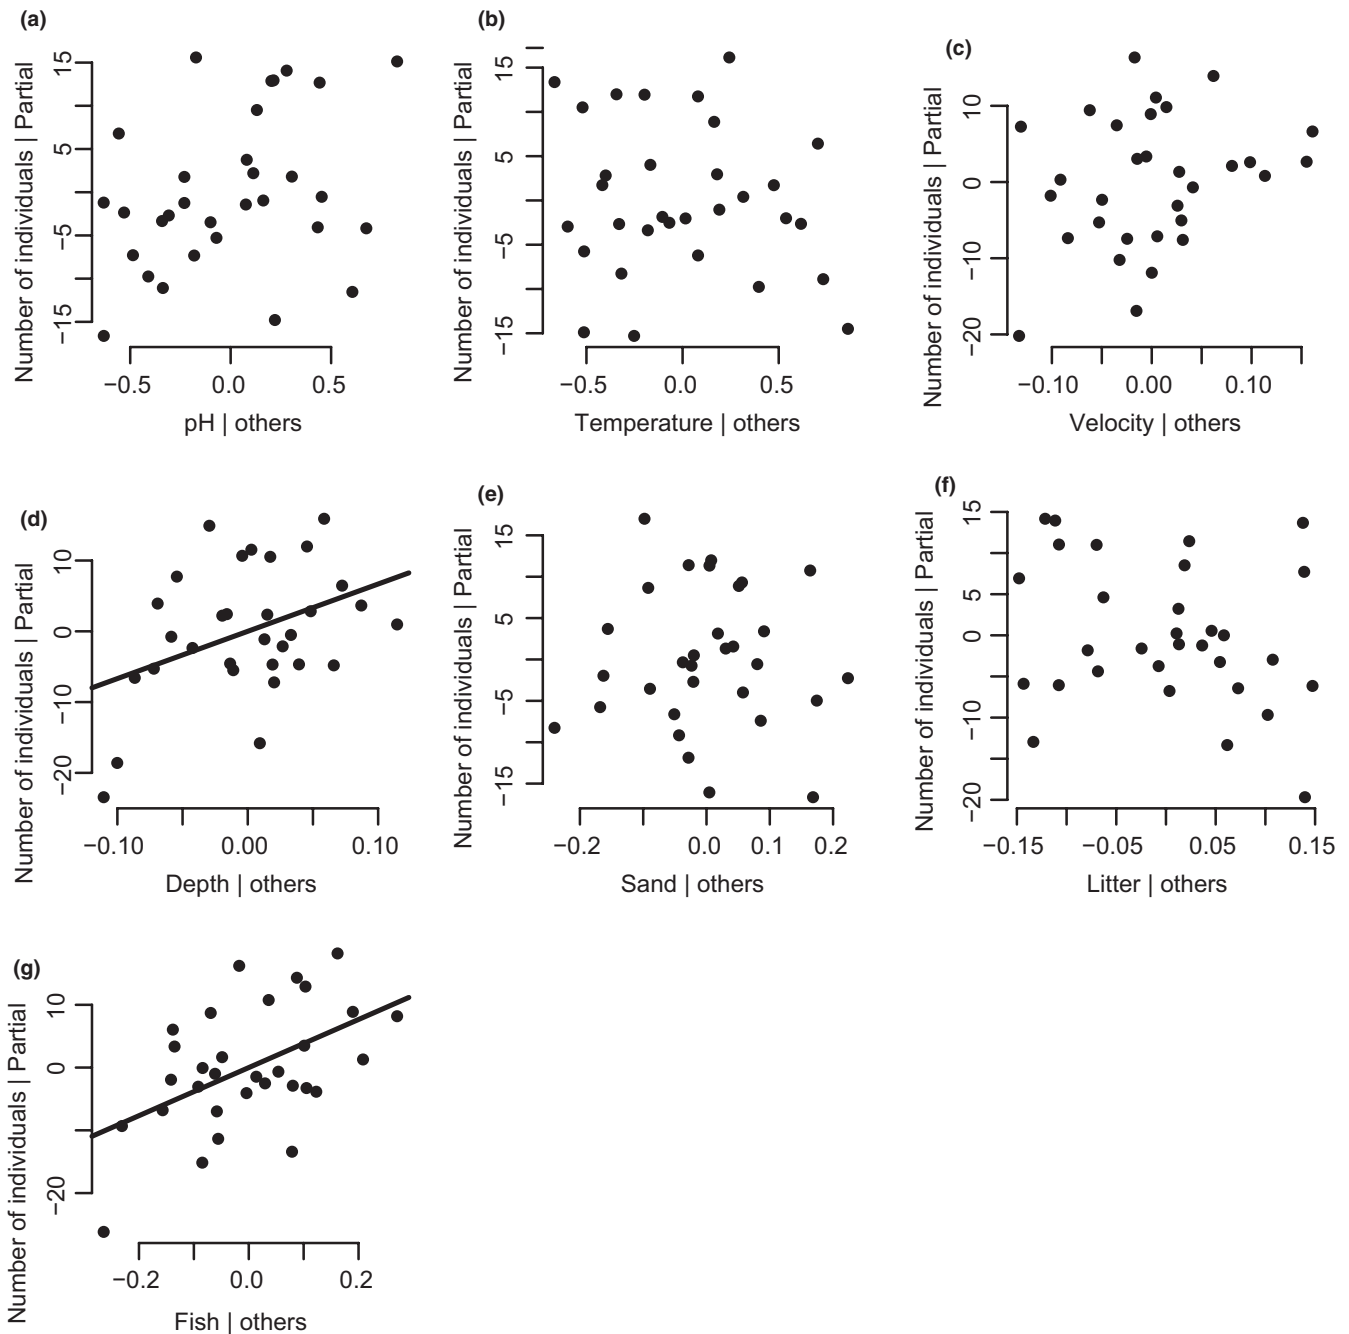 (a)
Number of individuals | Partial
15
5
−5
−15
−0.5 0.0 0.5
pH | others
(b)
Number of individuals | Partial
15
5
−5
−15
−0.5 0.0 0.5
Temperature | others
(c)
Number of individuals | Partial
10
0
−10
−20
−0.10 0.00 0.10
Velocity | others
(d)
Number of individuals | Partial
10
0
−10
−20
−0.10 0.00 0.10
Depth | others
(e)
Number of individuals | Partial
15
5
−5
−15
−0.2 0.0 0.1 0.2
Sand | others
(f)
Number of individuals | Partial
15
5
0
−10
−20
−0.15 −0.05 0.05 0.15
Litter | others
(g)
Number of individuals | Partial
10
0
−20
−0.2 0.0 0.2
Fish | others